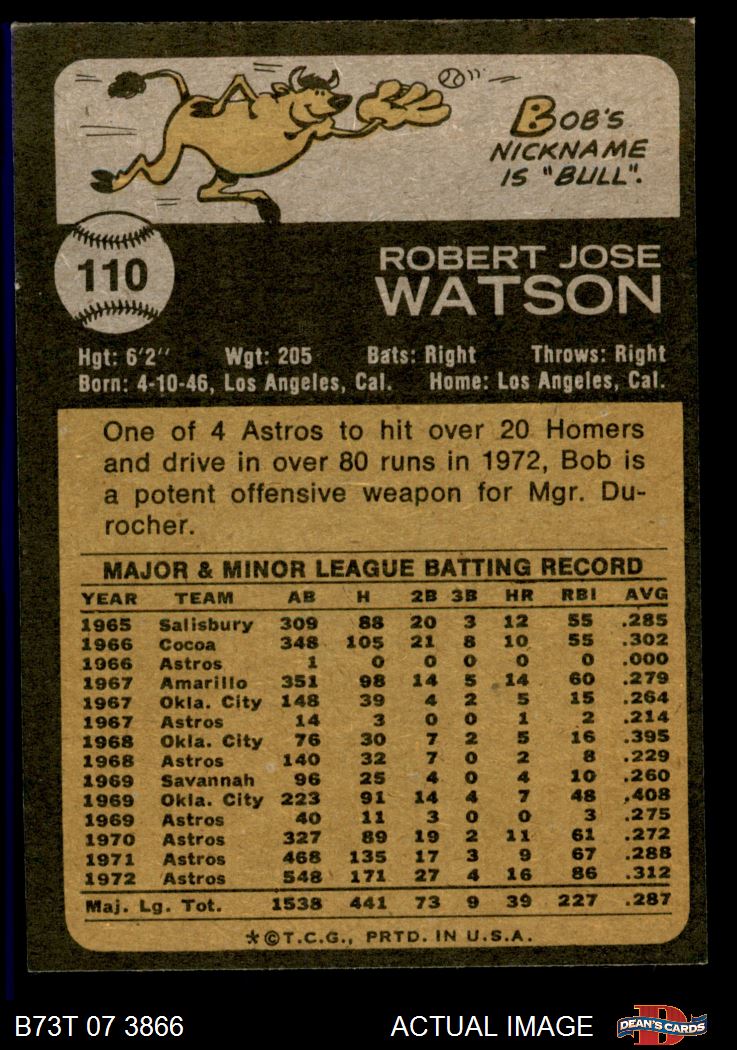 BOB'S
NICKNAME
IS "BULL".
110
ROBERT JOSE
WATSON
Hgt: 6'2" Wgt: 205 Bats: Right Throws: Right
Born: 4-10-46, Los Angeles, Cal. Home: Los Angeles, Cal.
One of 4 Astros to hit over 20 Homers
and drive in over 80 runs in 1972, Bob is
a potent offensive weapon for Mgr. Du-
rocher.
MAJOR & MINOR LEAGUE BATTING RECORD
YEAR TEAM AB H 2B 3B HR RBI AVG
1965 Salisbury 309 88 20 3 12 55 .285
1966 Cocoa 348 105 21 8 10 55 .302
1966 Astros 1 0 0 0 0 0 .000
1967 Amarillo 351 98 14 5 14 60 .279
1967 Okla. City 148 39 4 2 5 15 .264
1967 Astros 14 3 0 0 1 2 .214
1968 Okla. City 76 30 7 2 5 16 .395
1968 Astros 140 32 7 0 2 8 .229
1969 Savannah 96 25 4 0 4 10 .260
1969 Okla. City 223 91 14 4 7 48 .408
1969 Astros 40 11 3 0 0 3 .275
1970 Astros 327 89 19 2 11 61 .272
1971 Astros 468 135 17 3 9 67 .288
1972 Astros 548 171 27 4 16 86 .312
Maj. Lg. Tot. 1538 441 73 9 39 227 .287
*©T.C.G., PRTD. IN U.S.A.
B73T 07 3866 ACTUAL IMAGE D DEAN'S CARDS